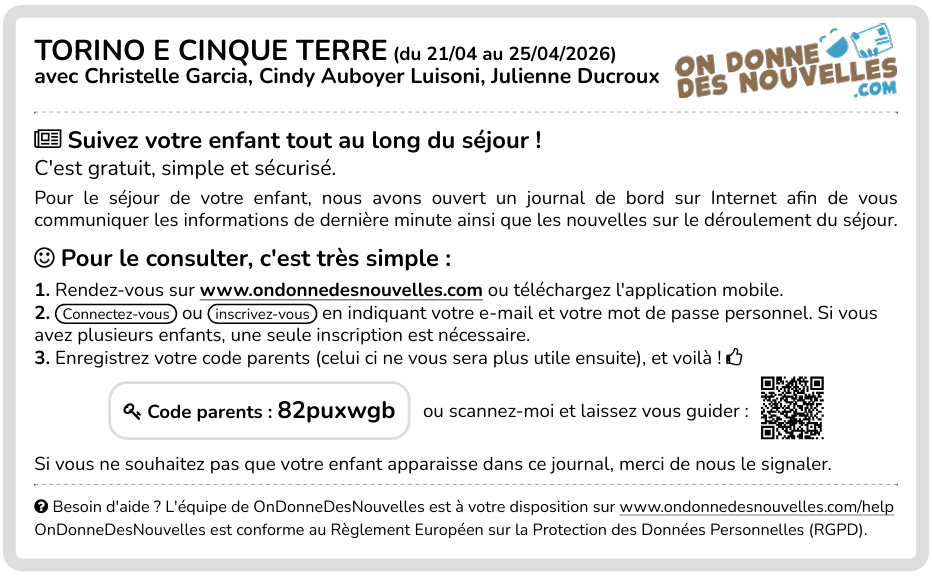 TORINO E CINQUE TERRE (du 21/04 au 25/04/2026)
avec Christelle Garcia, Cindy Auboyer Luisoni, Julienne Ducroux
ON DONNE
DES NOUVELLES
.COM
Suivez votre enfant tout au long du séjour !
C'est gratuit, simple et sécurisé.
Pour le séjour de votre enfant, nous avons ouvert un journal de bord sur Internet afin de vous
communiquer les informations de dernière minute ainsi que les nouvelles sur le déroulement du séjour.
Pour le consulter, c'est très simple :
1. Rendez-vous sur www.ondonnedesnouvelles.com ou téléchargez l'application mobile.
2. Connectez-vous ou inscrivez-vous en indiquant votre e-mail et votre mot de passe personnel. Si vous
avez plusieurs enfants, une seule inscription est nécessaire.
3. Enregistrez votre code parents (celui ci ne vous sera plus utile ensuite), et voilà !
Code parents : 82puxwgb ou scannez-moi et laissez vous guider :
Si vous ne souhaitez pas que votre enfant apparaisse dans ce journal, merci de nous le signaler.
Besoin d'aide ? L'équipe de OnDonneDesNouvelles est à votre disposition sur www.ondonnedesnouvelles.com/help
OnDonneDesNouvelles est conforme au Règlement Européen sur la Protection des Données Personnelles (RGPD).